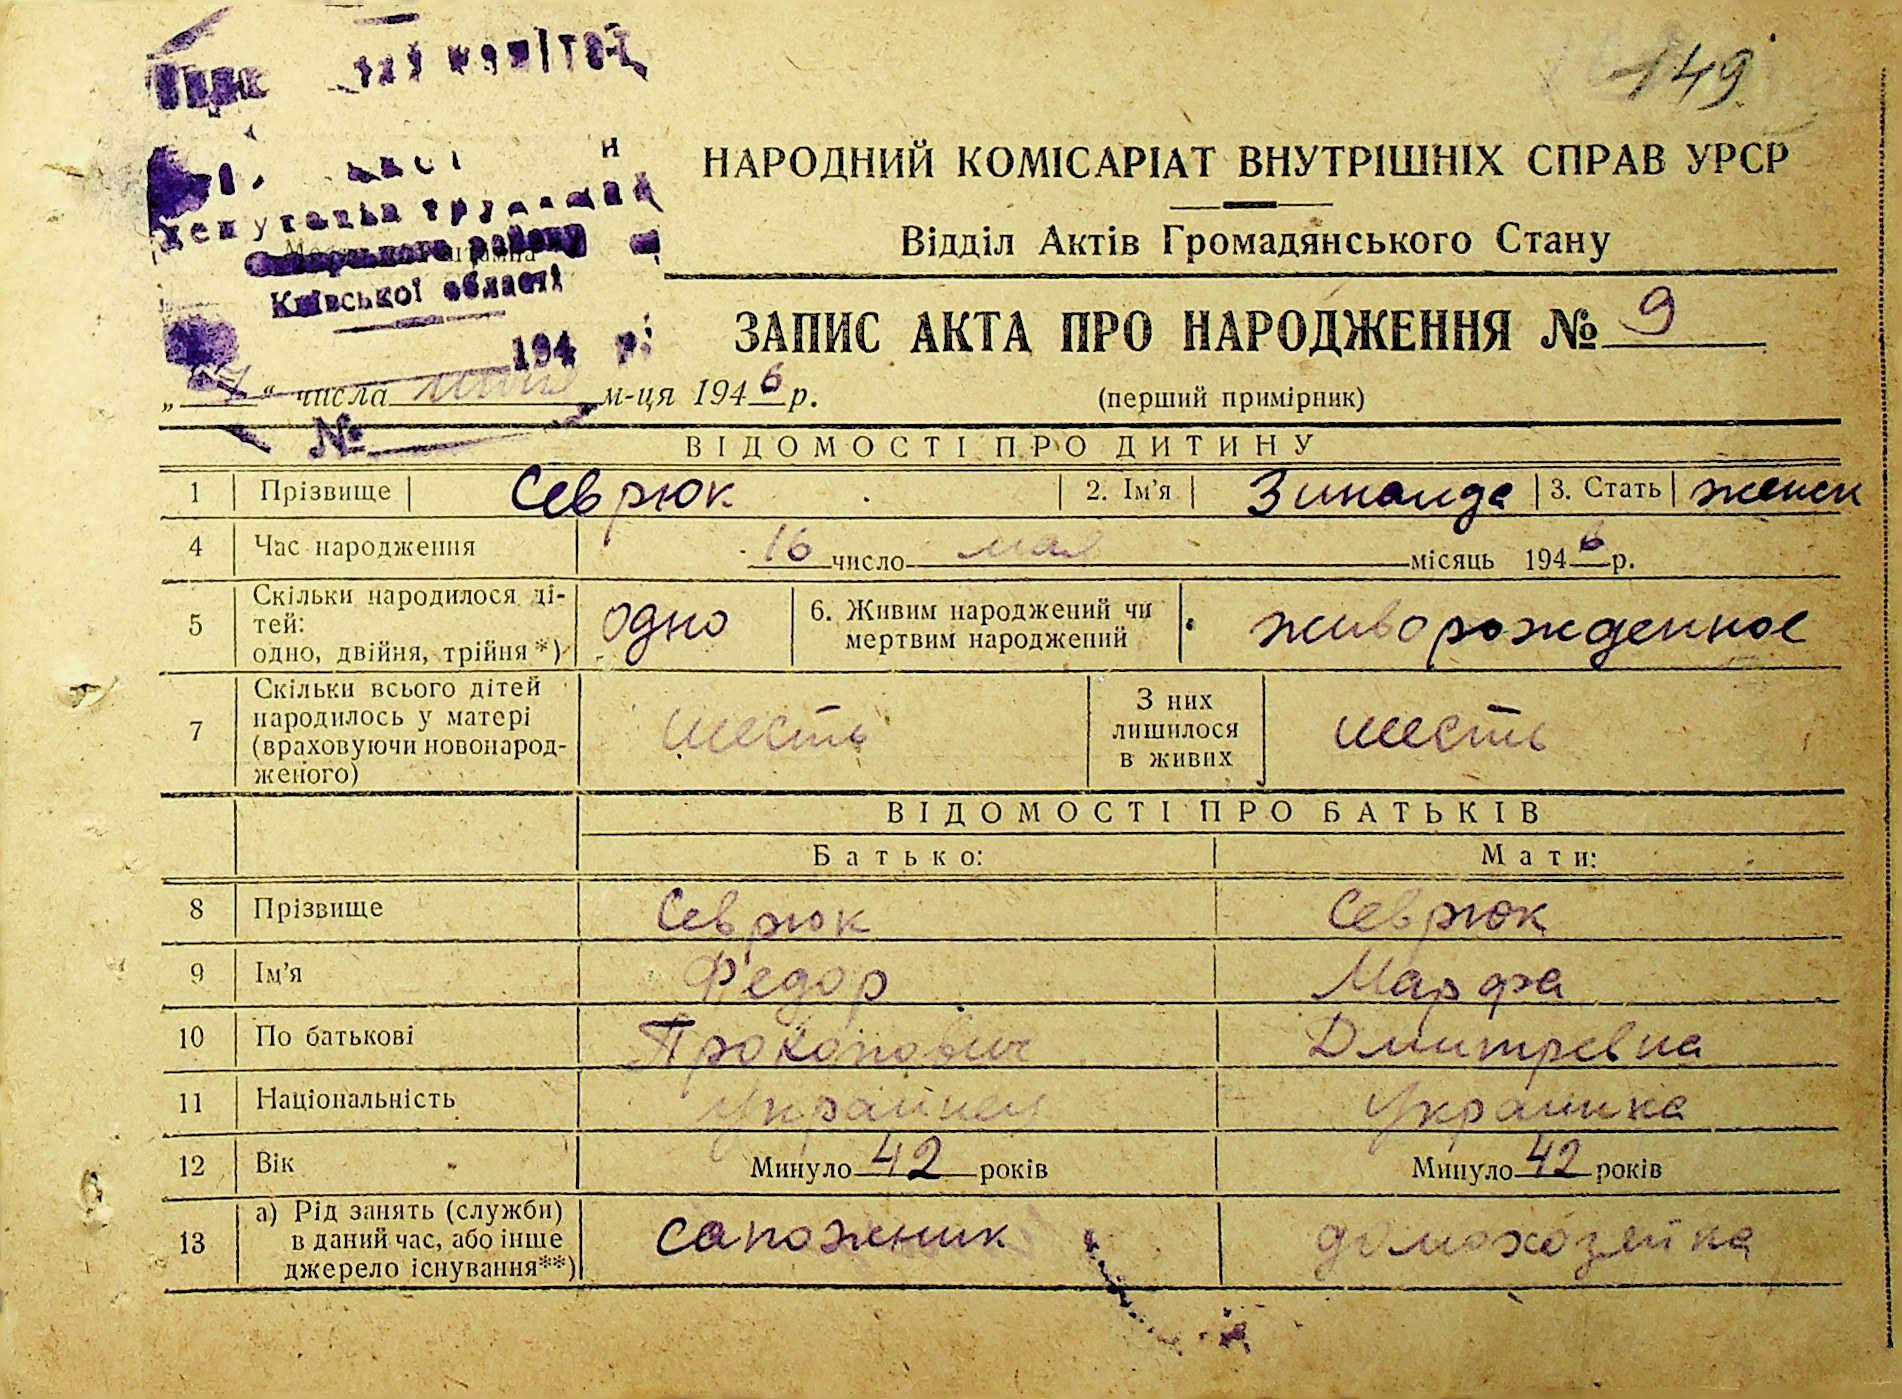 149
НАРОДНИЙ КОМІСАРІАТ ВНУТРІШНІХ СПРАВ УРСР
Відділ Актів Громадянського Стану
депутатів трудящих
району
Київської області
194 р.
№
ЗАПИС АКТА ПРО НАРОДЖЕННЯ № 9
„7“ числа м-ця 1946 р.
(перший примірник)
ВІДОМОСТІ ПРО ДИТИНУ
1 Прізвище Севрюк 2. Ім'я Зинаида 3. Стать женск
4 Час народження 16 число мая місяць 1946 р.
5 Скільки народилося дітей: одно, двійня, трійня*) одно 6. Живим народжений чи мертвим народжений живорожденное
7 Скільки всього дітей народилось у матері (враховуючи новонародженого) шесть З них лишилося в живих шесть
ВІДОМОСТІ ПРО БАТЬКІВ
Батько: Мати:
8 Прізвище Севрюк Севрюк
9 Ім'я Федор Марфа
10 По батькові Прокопович Дмитревна
11 Національність украинец Украинка
12 Вік Минуло 42 років Минуло 42 років
13 а) Рід занять (служби) в даний час, або інше джерело існування**) сапожник домохозейка